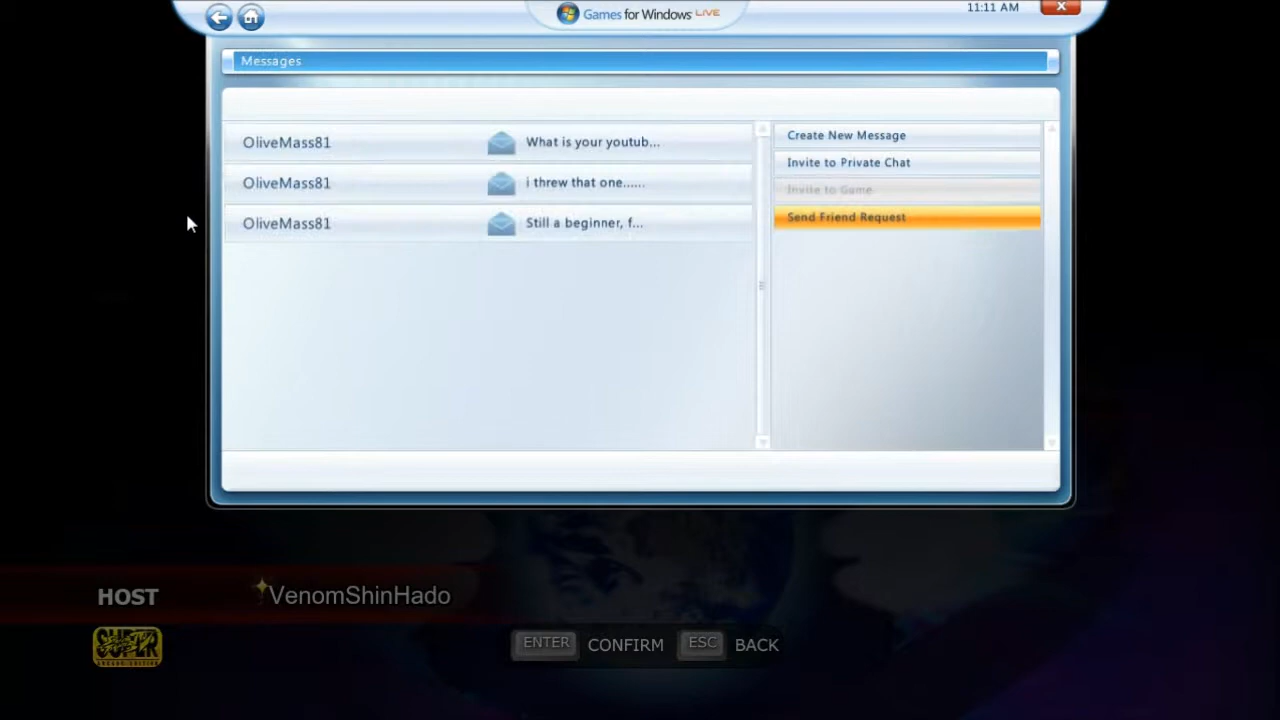 Games for Windows LIVE
11:11 AM
Messages
OliveMass81 What is your youtub...
OliveMass81 i threw that one......
OliveMass81 Still a beginner, f...
Create New Message
Invite to Private Chat
Invite to Game
Send Friend Request
HOST VenomShinHado
SUPER
ENTER CONFIRM ESC BACK